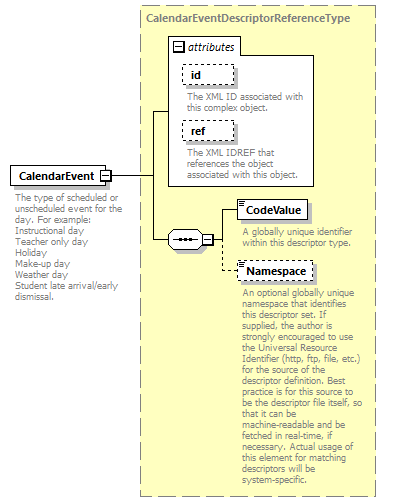 CalendarEventDescriptorReferenceType
attributes
id
The XML ID associated with
this complex object.
ref
The XML IDREF that
references the object
associated with this object.
CalendarEvent
The type of scheduled or
unscheduled event for the
day. For example:
Instructional day
Teacher only day
Holiday
Make-up day
Weather day
Student late arrival/early
dismissal.
CodeValue
A globally unique identifier
within this descriptor type.
Namespace
An optional globally unique
namespace that identifies
this descriptor set. If
supplied, the author is
strongly encouraged to use
the Universal Resource
Identifier (http, ftp, file, etc.)
for the source of the
descriptor definition. Best
practice is for this source to
be the descriptor file itself, so
that it can be
machine-readable and be
fetched in real-time, if
necessary. Actual usage of
this element for matching
descriptors will be
system-specific.